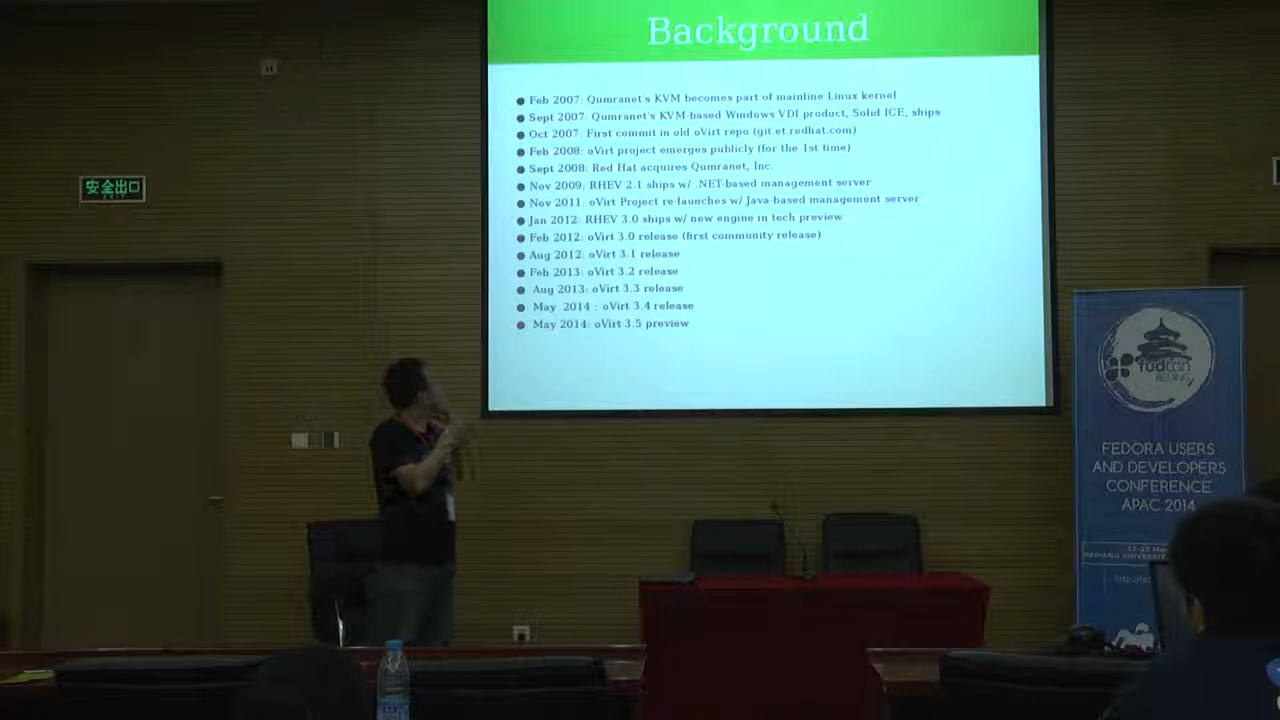 Background
Feb 2007: Qumranet's KVM becomes part of mainline Linux kernel
Sept 2007: Qumranet's KVM-based Windows VDI product, Solid ICE, ships
Oct 2007: First commit in old oVirt repo (git.et.redhat.com)
Feb 2008: oVirt project emerges publicly (for the 1st time)
Sept 2008: Red Hat acquires Qumranet, Inc.
Nov 2009: RHEV 2.1 ships w/ .NET-based management server
Nov 2011: oVirt Project re-launches w/ Java-based management server
Jan 2012: RHEV 3.0 ships w/ new engine in tech preview
Feb 2012: oVirt 3.0 release (first community release)
Aug 2012: oVirt 3.1 release
Feb 2013: oVirt 3.2 release
Aug 2013: oVirt 3.3 release
May 2014 : oVirt 3.4 release
May 2014: oVirt 3.5 preview
安全出口
fudcon
BEIJING
FEDORA USERS
AND DEVELOPERS
CONFERENCE
APAC 2014